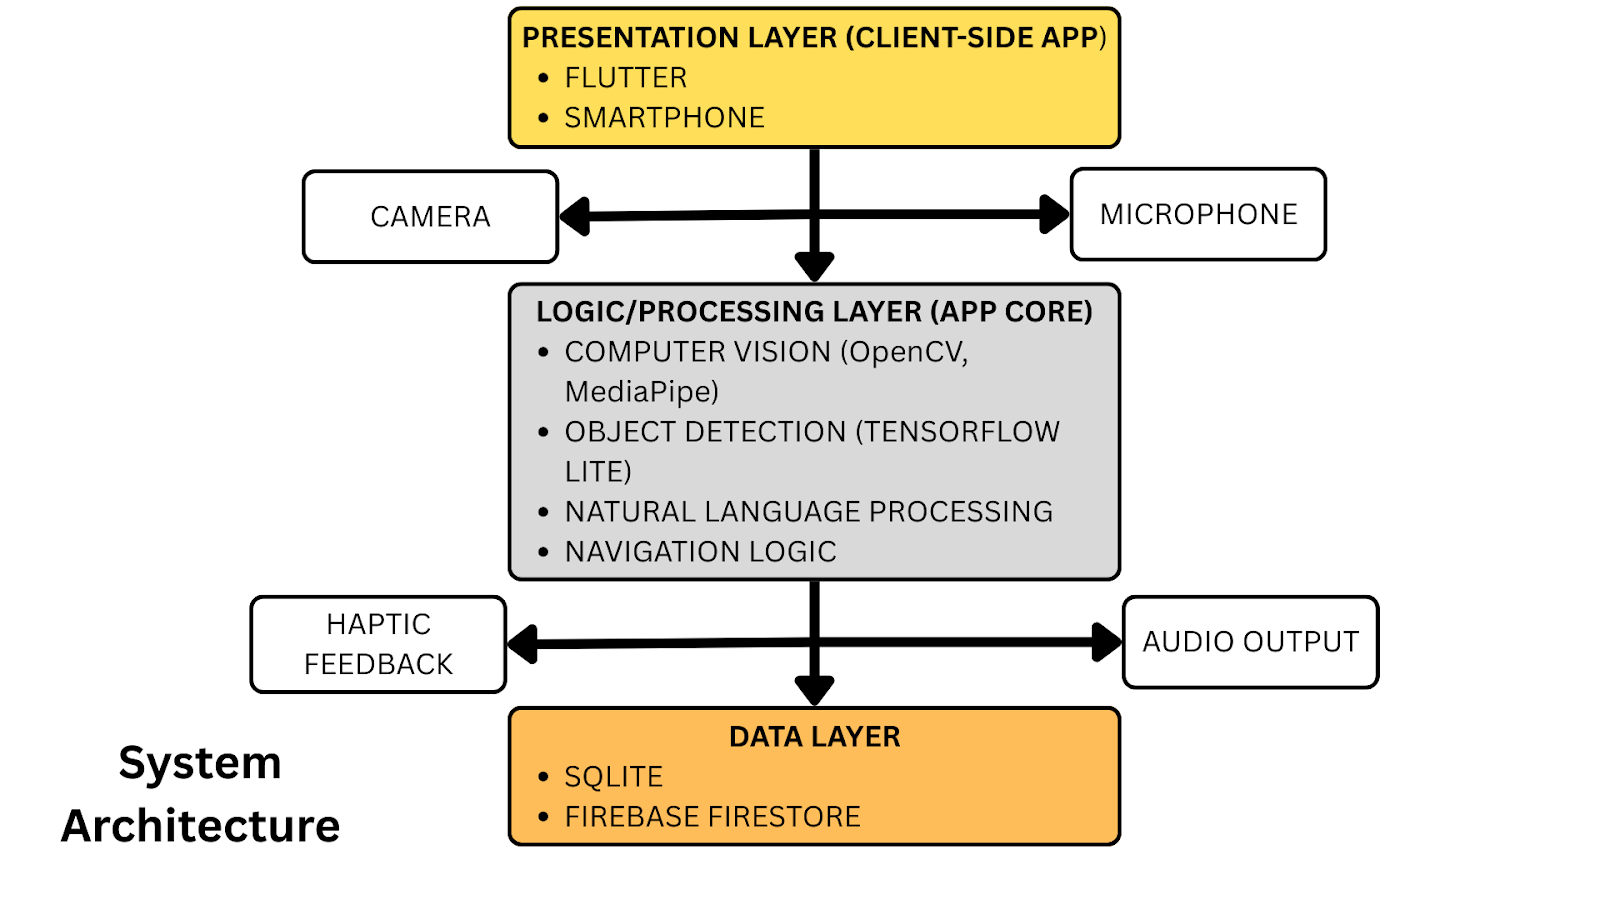 PRESENTATION LAYER (CLIENT-SIDE APP)
• FLUTTER
• SMARTPHONE
CAMERA
MICROPHONE
LOGIC/PROCESSING LAYER (APP CORE)
• COMPUTER VISION (OpenCV,
MediaPipe)
• OBJECT DETECTION (TENSORFLOW
LITE)
• NATURAL LANGUAGE PROCESSING
• NAVIGATION LOGIC
HAPTIC
FEEDBACK
AUDIO OUTPUT
DATA LAYER
• SQLITE
• FIREBASE FIRESTORE
System
Architecture